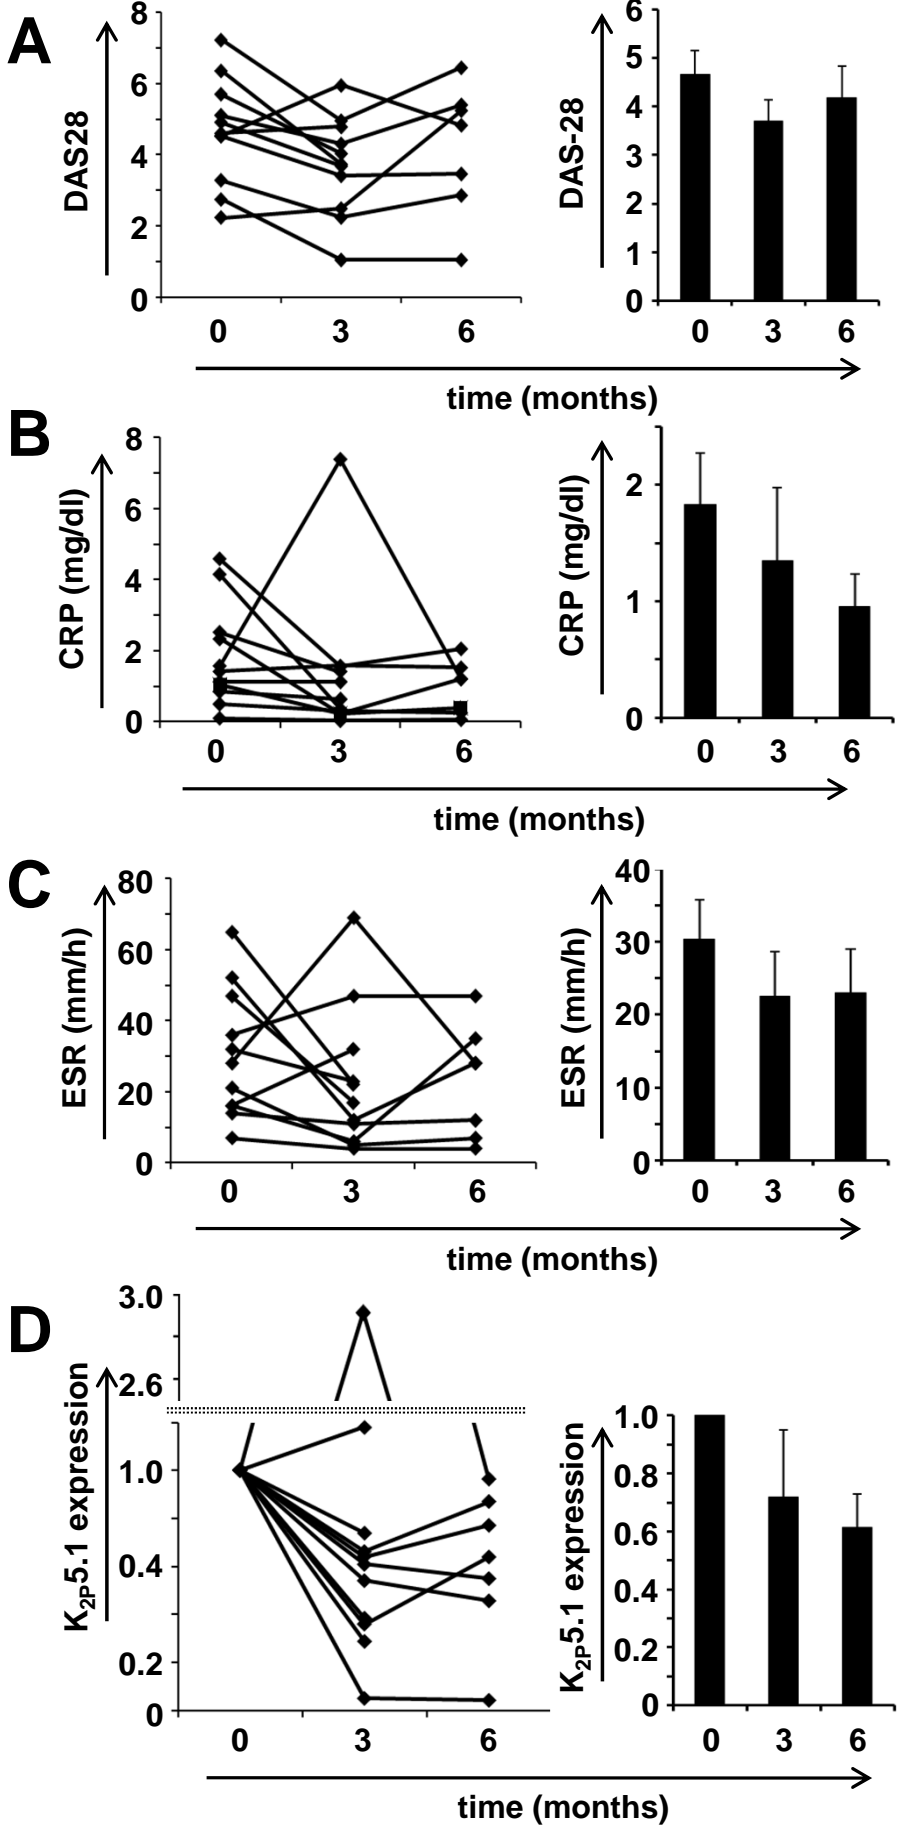 A
DAS28
8
6
4
2
0
0 3 6
DAS-28
6
5
4
3
2
1
0
0 3 6
time (months)
B
CRP (mg/dl)
8
6
4
2
0
0 3 6
CRP (mg/dl)
2
1
0
0 3 6
time (months)
C
ESR (mm/h)
80
60
40
20
0
0 3 6
ESR (mm/h)
40
30
20
10
0
0 3 6
time (months)
D
K2P5.1 expression
3.0
2.6
1.0
0.4
0.2
0
0 3 6
K2P5.1 expression
1.0
0.8
0.6
0.4
0.2
0
0 3 6
time (months)